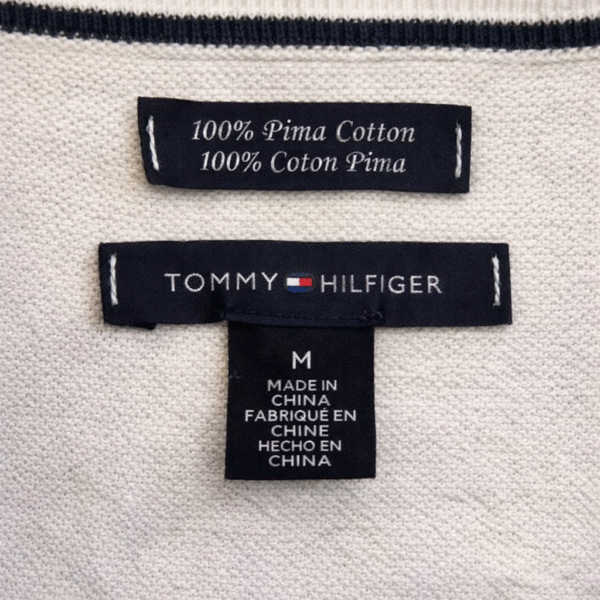 100% Pima Cotton
100% Coton Pima
TOMMY HILFIGER
M
MADE IN
CHINA
FABRIQUÉ EN
CHINE
HECHO EN
CHINA